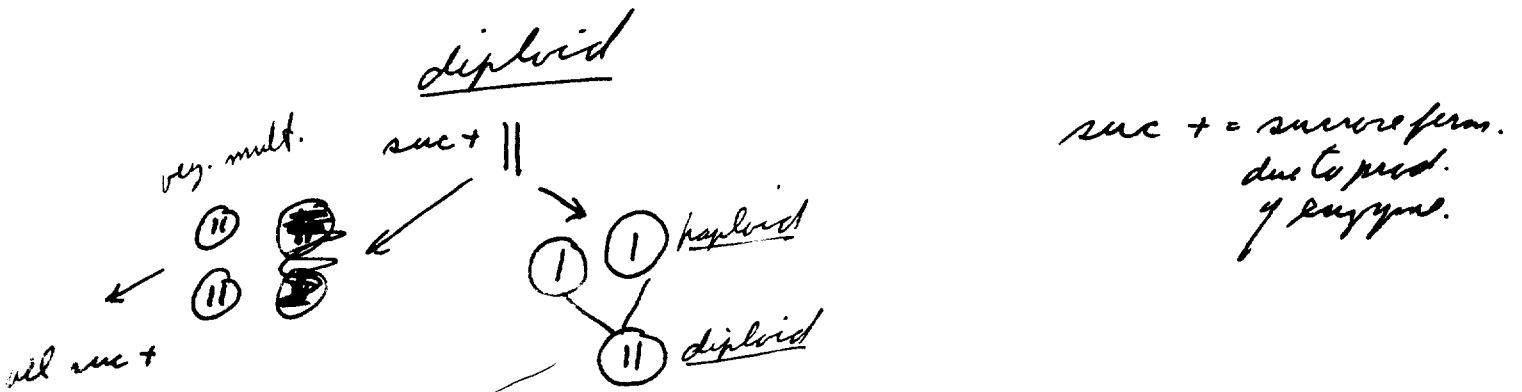 diploid
suc +
veg. mult.
haploid
diploid
all suc +
suc + = sucrose ferm.
due to prod.
of enzyme.